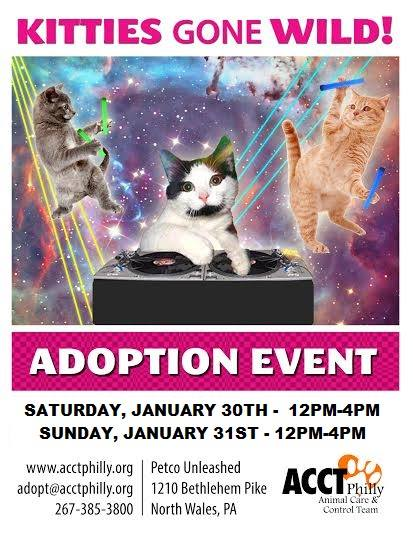 KITTIES GONE WILD!
ADOPTION EVENT
SATURDAY, JANUARY 30TH - 12PM-4PM
SUNDAY, JANUARY 31ST - 12PM-4PM
www.acctphilly.org
adopt@acctphilly.org
267-385-3800
Petco Unleashed
1210 Bethlehem Pike
North Wales, PA
ACCT Philly
Animal Care &
Control Team